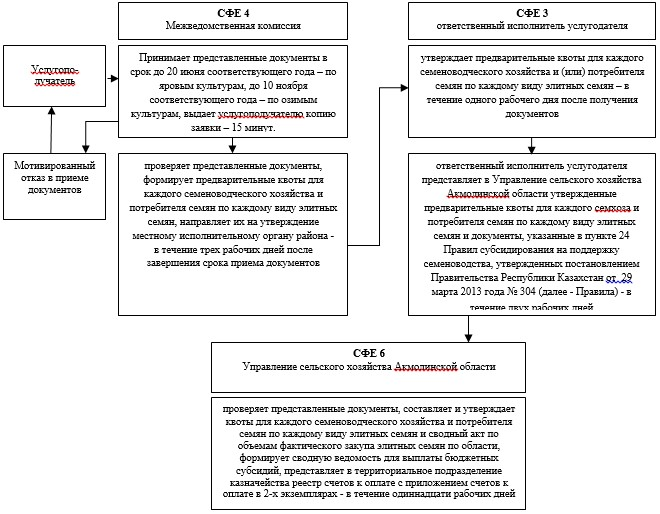 СФЕ 4
Межведомственная комиссия
СФЕ 3
ответственный исполнитель услугодателя
Услугопо-
лучатель
Принимает представленные документы в
срок до 20 июня соответствующего года – по
яровым культурам, до 10 ноября
соответствующего года – по озимым
культурам, выдает услугополучателю копию
заявки – 15 минут.
утверждает предварительные квоты для каждого
семеноводческого хозяйства и (или) потребителя
семян по каждому виду элитных семян – в
течение одного рабочего дня после получения
документов
Мотивированный
отказ в приеме
документов
проверяет представленные документы,
формирует предварительные квоты для
каждого семеноводческого хозяйства и
потребителя семян по каждому виду элитных
семян, направляет их на утверждение
местному исполнительному органу района -
в течение трех рабочих дней после
завершения срока приема документов
ответственный исполнитель услугодателя
представляет в Управление сельского хозяйства
Акмолинской области утвержденные
предварительные квоты для каждого семхоза и
потребителя семян по каждому виду элитных
семян и документы, указанные в пункте 24
Правил субсидирования на поддержку
семеноводства, утвержденных постановлением
Правительства Республики Казахстан от 29
марта 2013 года № 304 (далее - Правила) - в
течение двух рабочих дней
СФЕ 6
Управление сельского хозяйства Акмолинской области
проверяет представленные документы, составляет и утверждает
квоты для каждого семеноводческого хозяйства и потребителя
семян по каждому виду элитных семян и сводный акт по
объемам фактического закупа элитных семян по области,
формирует сводную ведомость для выплаты бюджетных
субсидий, представляет в территориальное подразделение
казначейства реестр счетов к оплате с приложением счетов к
оплате в 2-х экземплярах - в течение одиннадцати рабочих дней